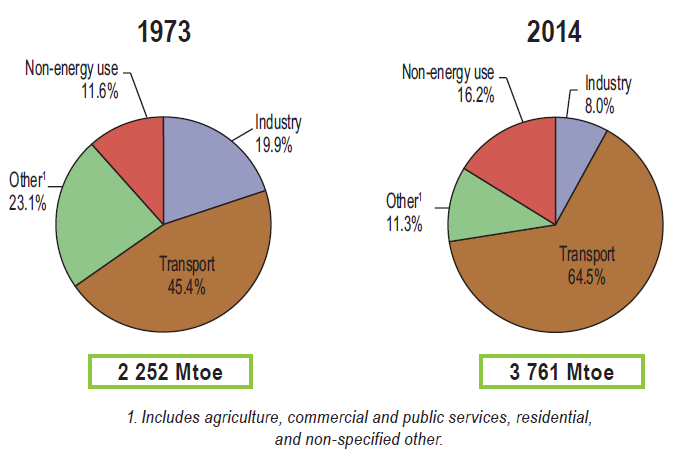 1973
Non-energy use
11.6%
Industry
19.9%
Other¹
23.1%
Transport
45.4%
2 252 Mtoe
2014
Non-energy use
16.2%
Industry
8.0%
Other¹
11.3%
Transport
64.5%
3 761 Mtoe
1. Includes agriculture, commercial and public services, residential,
and non-specified other.